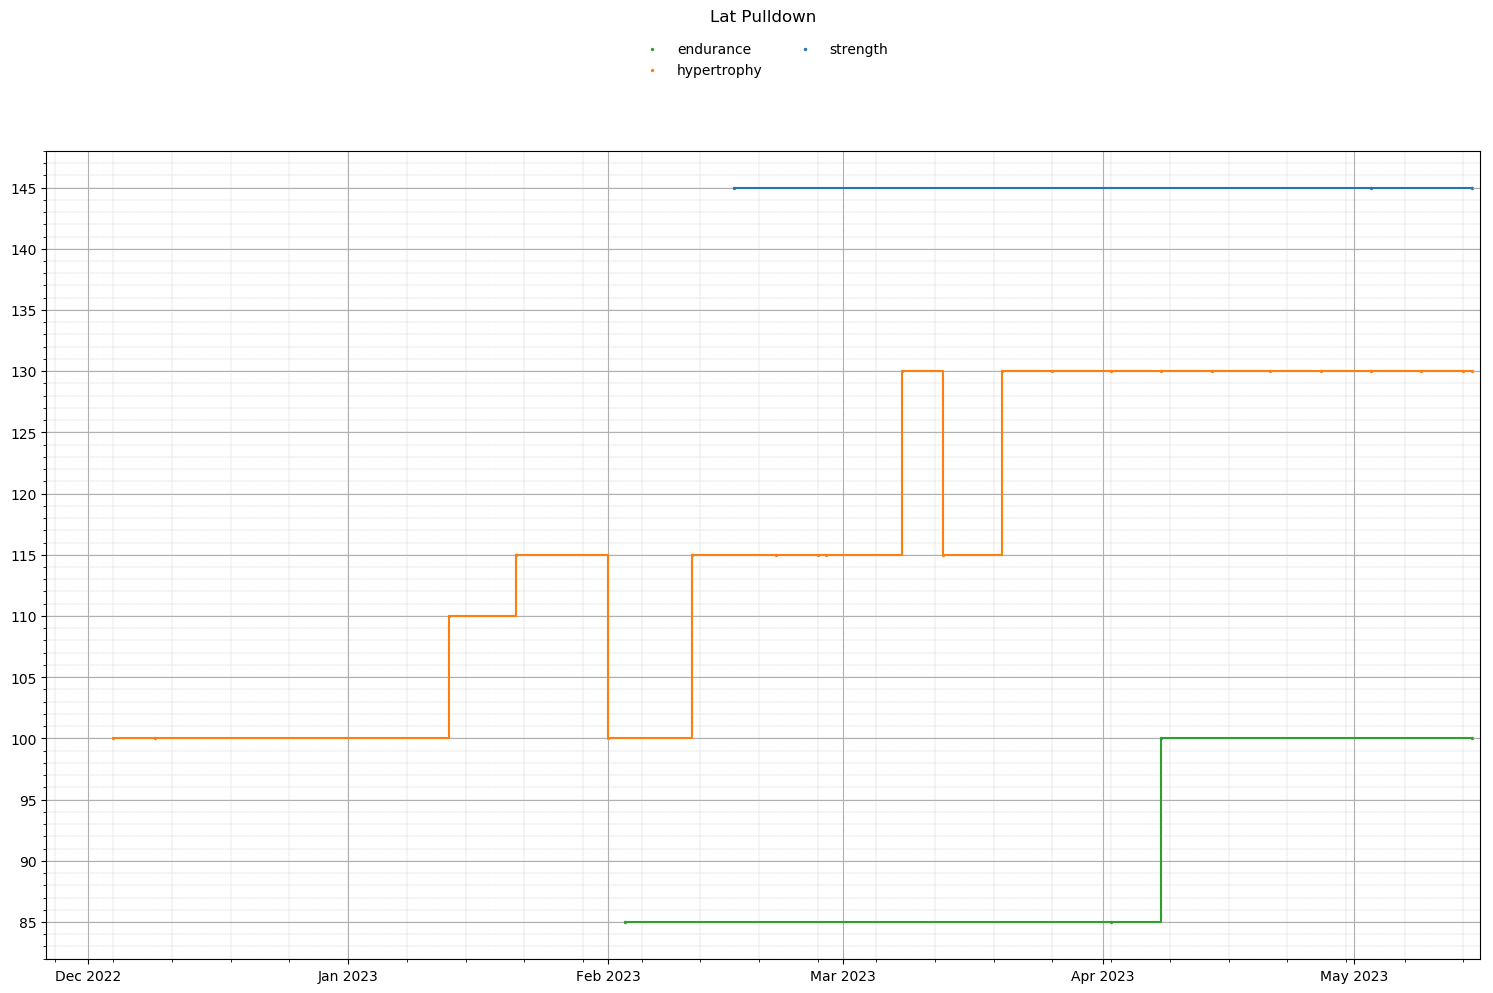 Lat Pulldown
endurance
hypertrophy
strength
145
140
135
130
125
120
115
110
105
100
95
90
85
Dec 2022
Jan 2023
Feb 2023
Mar 2023
Apr 2023
May 2023